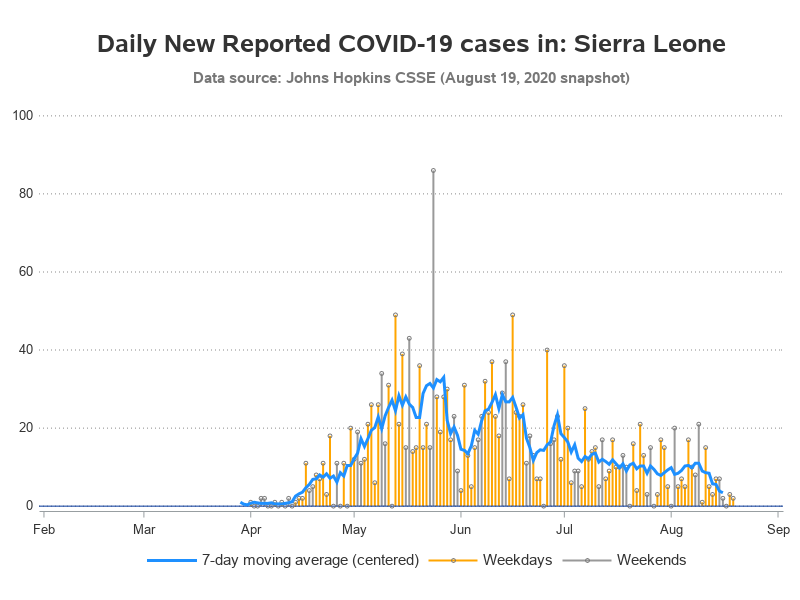 Daily New Reported COVID-19 cases in: Sierra Leone
Data source: Johns Hopkins CSSE (August 19, 2020 snapshot)
100
80
60
40
20
0
Feb Mar Apr May Jun Jul Aug Sep
7-day moving average (centered) Weekdays Weekends